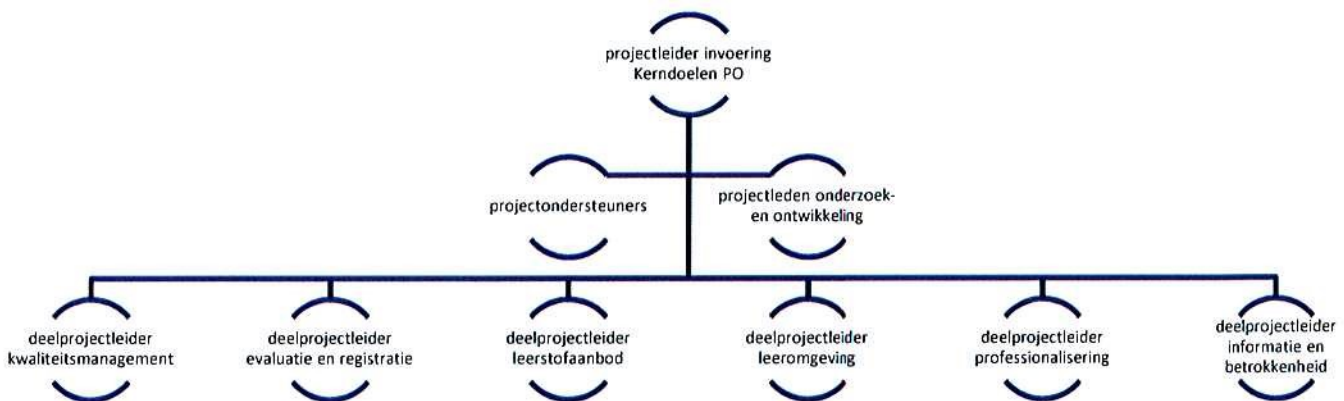 projectleider invoering
Kerndoelen PO
projectondersteuners
projectleden onderzoek-
en ontwikkeling
deelprojectleider
kwaliteitsmanagement
deelprojectleider
evaluatie en registratie
deelprojectleider
leerstofaanbod
deelprojectleider
leeromgeving
deelprojectleider
professionalisering
deelprojectleider
informatie en
betrokkenheid